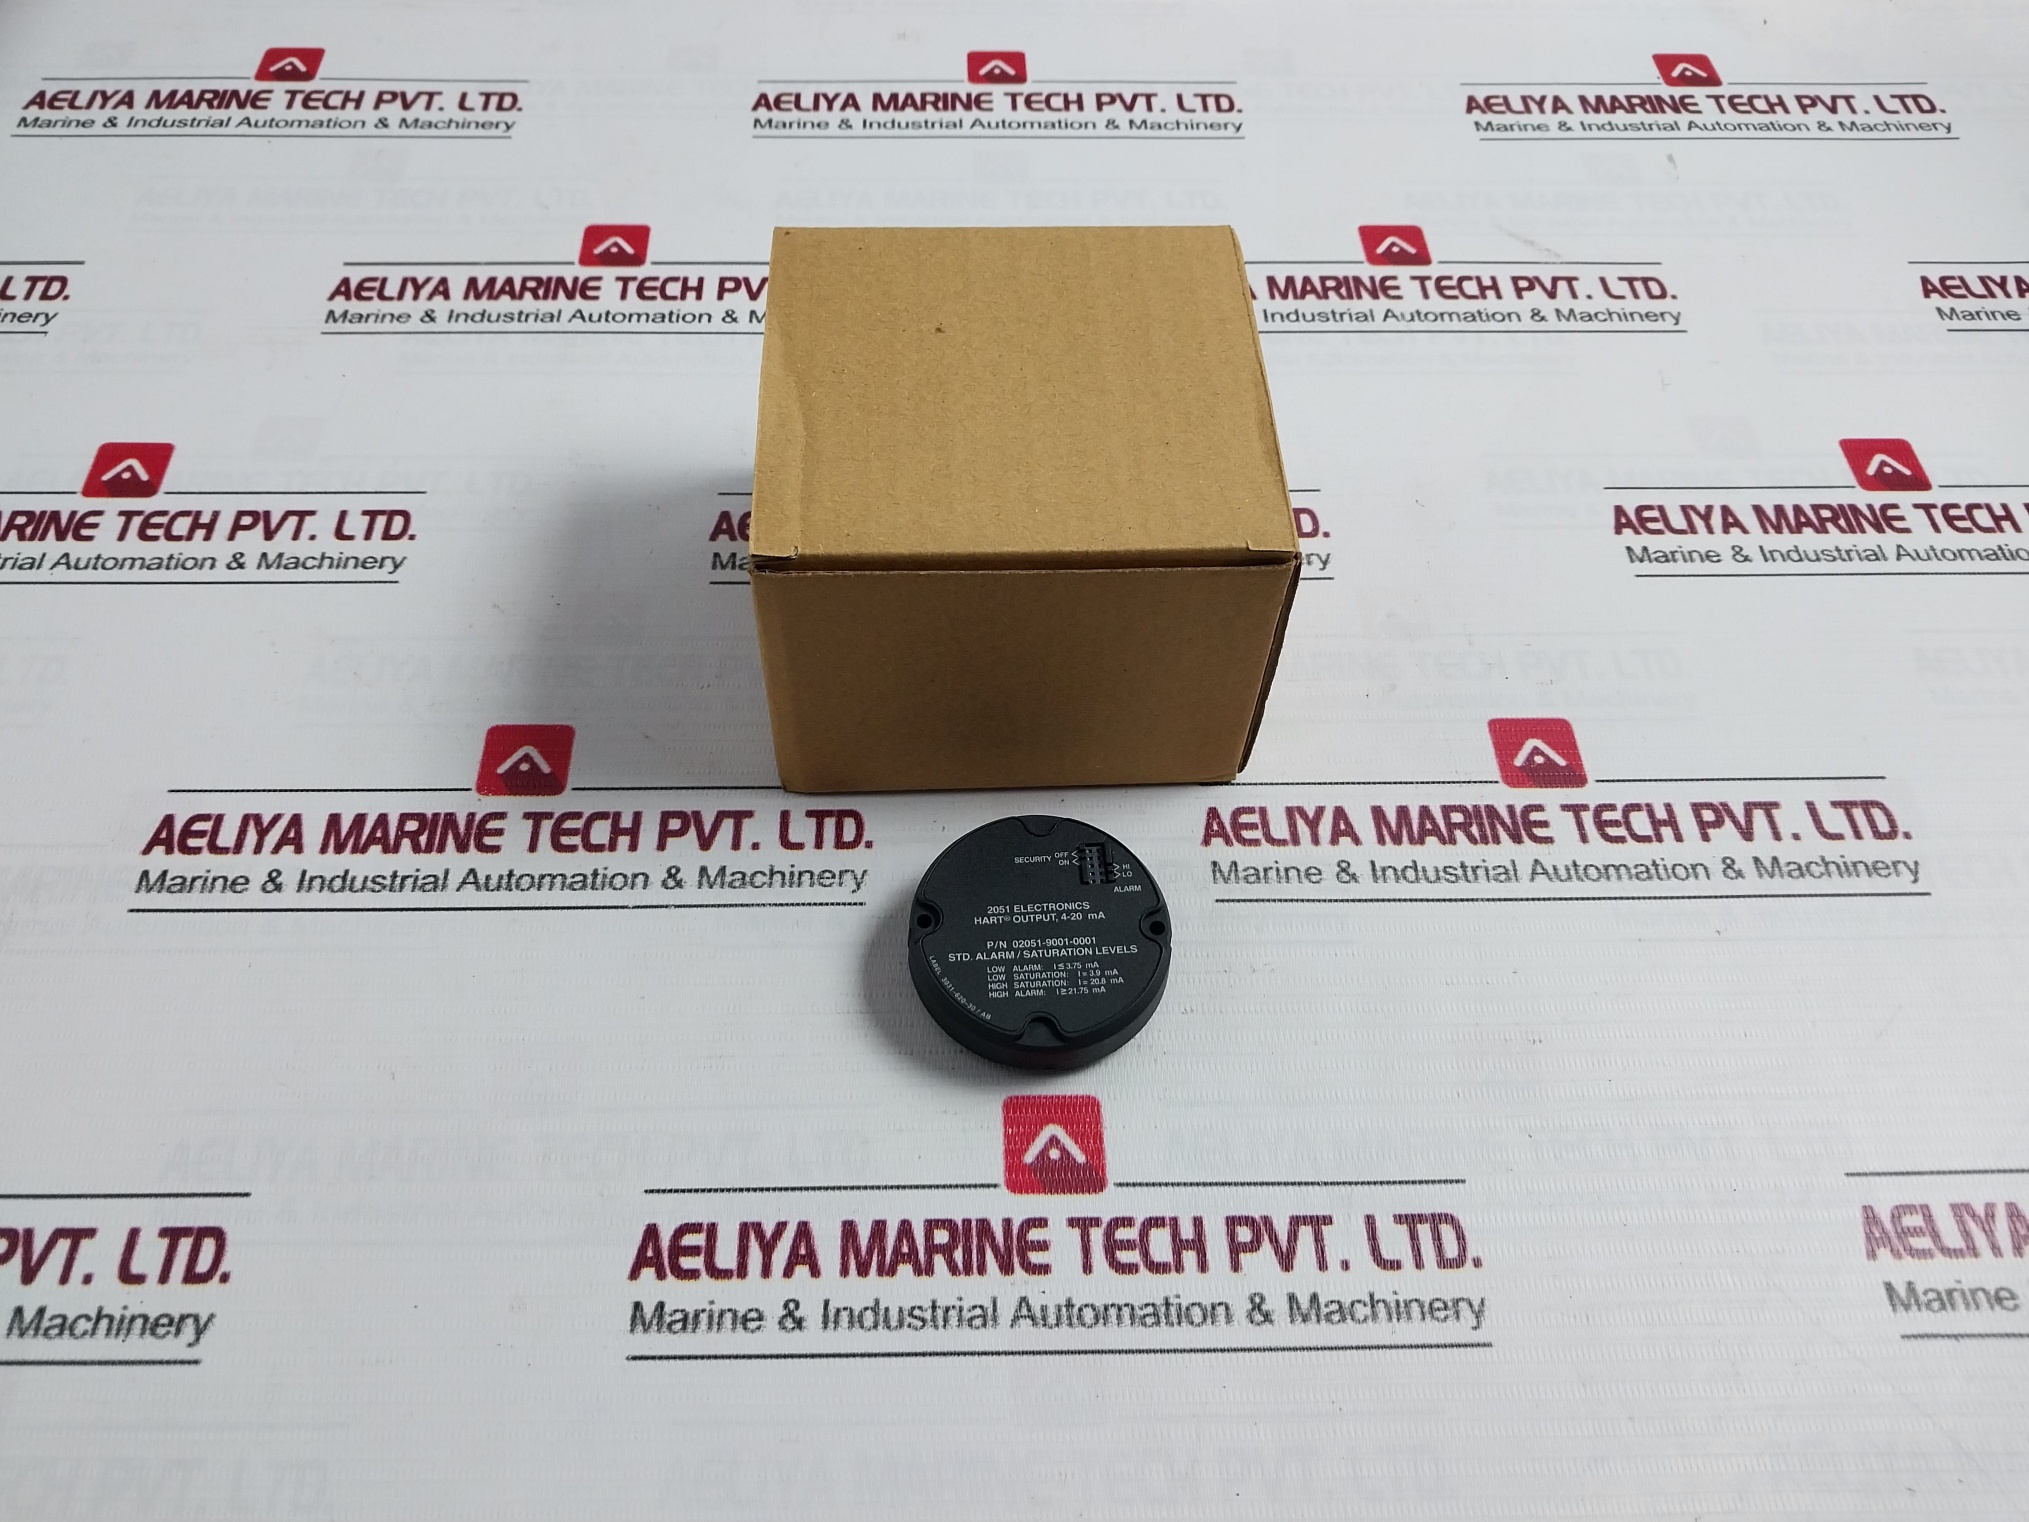 AELIYA MARINE TECH PVT. LTD.
Marine & Industrial Automation & Machinery
AELIYA MARINE TECH PVT. LTD.
Marine & Industrial Automation & Machinery
AELIYA MARINE TECH PVT. LTD.
Marine & Industrial Automation & Machinery
LTD.
AELIYA MARINE TECH PV
Marine & Industrial Automation & M
MARINE TECH PVT. LTD.
Industrial Automation & Machinery
AELIYA
Marine
TECH PVT. LTD.
Automation & Machinery
AELIYA MARINE TECH
Marine & Industrial Automatio
AELIYA MARINE TECH PVT. LTD.
Marine & Industrial Automation & Machinery
AELIYA MARINE TECH PVT. LTD.
Marine & Industrial Automation & Machinery
SECURITY OFF
ON
HI
LO
ALARM
2051 ELECTRONICS
HART® OUTPUT, 4-20 mA
P/N 02051-9001-0001
STD. ALARM / SATURATION LEVELS
LOW ALARM: I ≤ 3.75 mA
LOW SATURATION: I = 3.9 mA
HIGH SATURATION: I = 20.8 mA
HIGH ALARM: I ≥ 21.75 mA
PVT. LTD.
Machinery
AELIYA MARINE TECH PVT. LTD.
Marine & Industrial Automation & Machinery
AELIYA
Marine